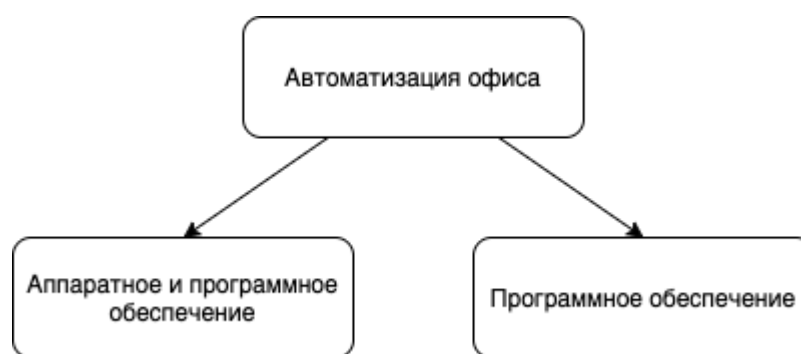 Автоматизация офиса
Аппаратное и программное
обеспечение
Программное обеспечение